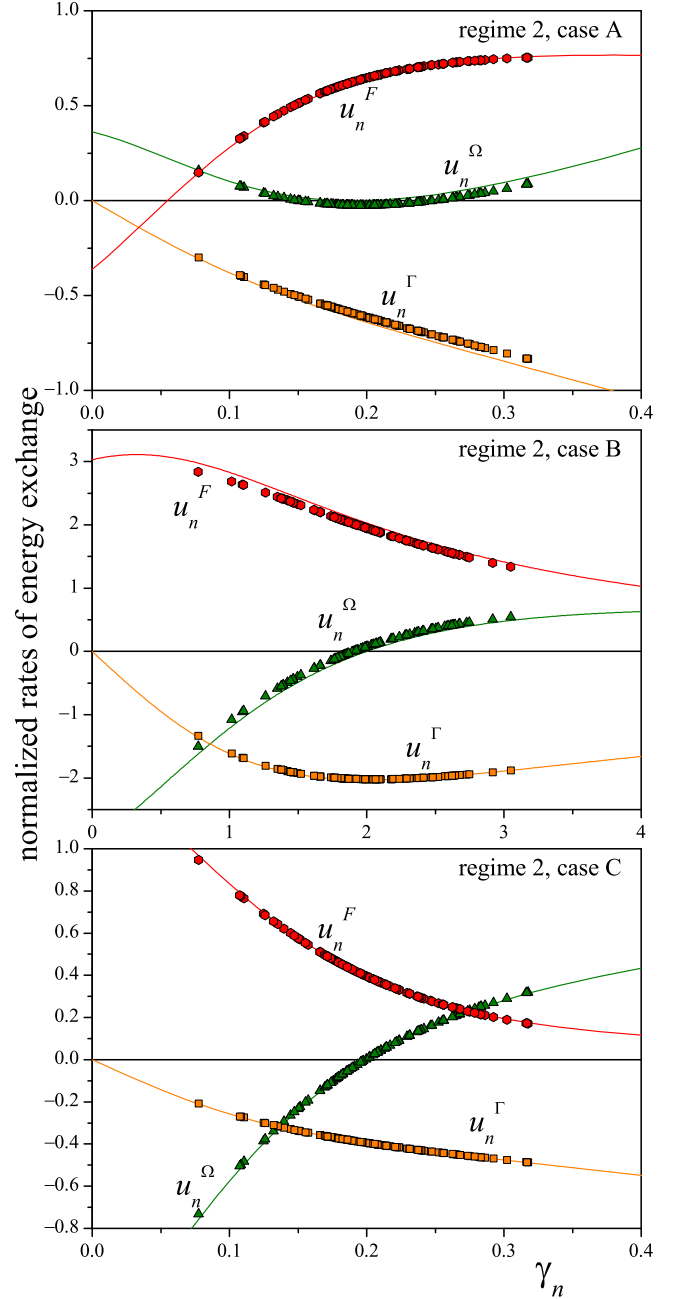 normalized rates of energy exchange
regime 2, case A
1.0
0.5
0.0
−0.5
−1.0
u_n^F
u_n^Ω
u_n^Γ
0.0 0.1 0.2 0.3 0.4
regime 2, case B
3
2
1
0
−1
−2
u_n^F
u_n^Ω
u_n^Γ
0 1 2 3 4
regime 2, case C
1.0
0.8
0.6
0.4
0.2
0.0
−0.2
−0.4
−0.6
−0.8
u_n^F
u_n^Γ
u_n^Ω
0.0 0.1 0.2 0.3 0.4
γ_n